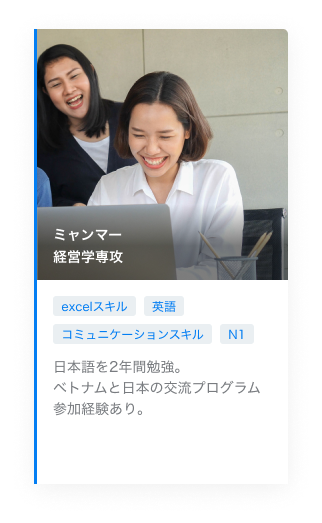 ミャンマー
経営学専攻
excelスキル 英語
コミュニケーションスキル N1
日本語を2年間勉強。
ベトナムと日本の交流プログラム
参加経験あり。